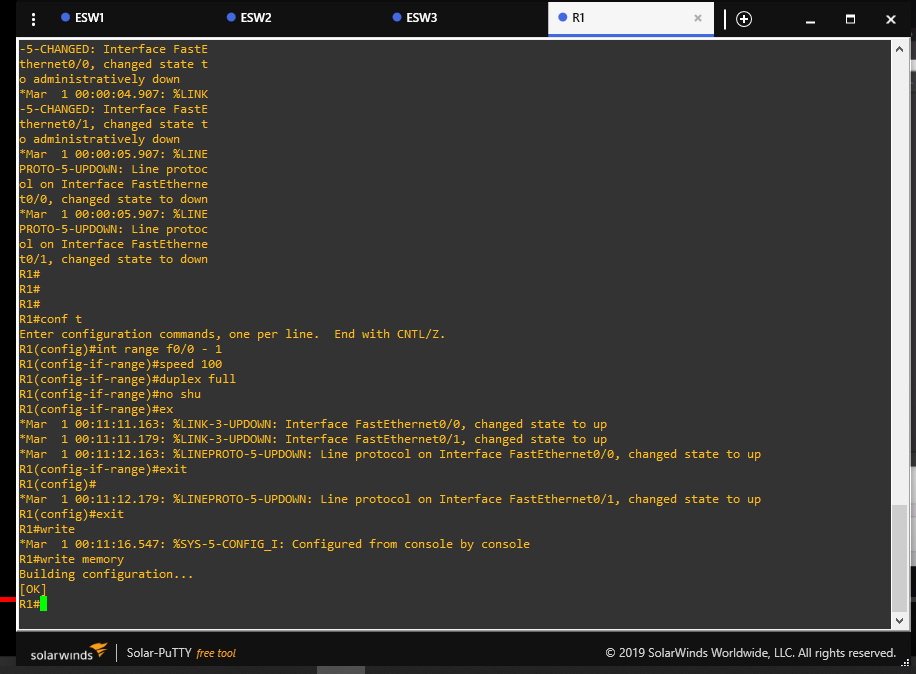 ESW1
ESW2
ESW3
R1
-5-CHANGED: Interface FastE
thernet0/0, changed state t
o administratively down
*Mar  1 00:00:04.907: %LINK
-5-CHANGED: Interface FastE
thernet0/1, changed state t
o administratively down
*Mar  1 00:00:05.907: %LINE
PROTO-5-UPDOWN: Line protoc
ol on Interface FastEtherne
t0/0, changed state to down
*Mar  1 00:00:05.907: %LINE
PROTO-5-UPDOWN: Line protoc
ol on Interface FastEtherne
t0/1, changed state to down
R1#
R1#
R1#
R1#conf t
Enter configuration commands, one per line.  End with CNTL/Z.
R1(config)#int range f0/0 - 1
R1(config-if-range)#speed 100
R1(config-if-range)#duplex full
R1(config-if-range)#no shu
R1(config-if-range)#ex
*Mar  1 00:11:11.163: %LINK-3-UPDOWN: Interface FastEthernet0/0, changed state to up
*Mar  1 00:11:11.179: %LINK-3-UPDOWN: Interface FastEthernet0/1, changed state to up
*Mar  1 00:11:12.163: %LINEPROTO-5-UPDOWN: Line protocol on Interface FastEthernet0/0, changed state to up
R1(config-if-range)#exit
R1(config)#
*Mar  1 00:11:12.179: %LINEPROTO-5-UPDOWN: Line protocol on Interface FastEthernet0/1, changed state to up
R1(config)#exit
R1#write
*Mar  1 00:11:16.547: %SYS-5-CONFIG_I: Configured from console by console
R1#write memory
Building configuration...
[OK]
R1#
solarwinds
Solar-PuTTY free tool
© 2019 SolarWinds Worldwide, LLC. All rights reserved.